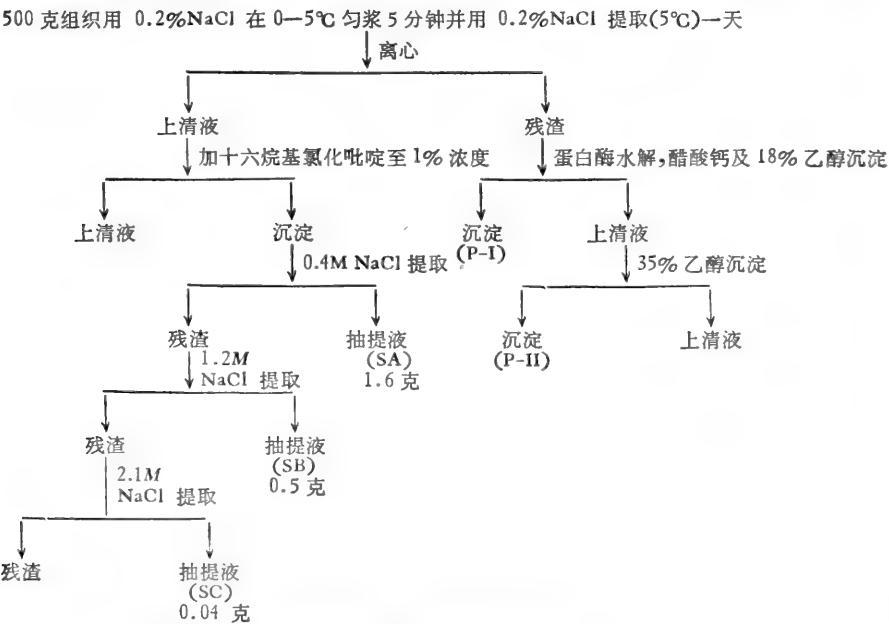 500 克组织用 0.2%NaCl 在 0—5℃ 匀浆 5 分钟并用 0.2%NaCl 提取(5℃)一天
离心
上清液
残渣
加十六烷基氯化吡啶至 1% 浓度
蛋白酶水解,醋酸钙及 18% 乙醇沉淀
上清液
沉淀
沉淀
(P-I)
上清液
0.4M NaCl 提取
35% 乙醇沉淀
残渣
抽提液
(SA)
1.6 克
沉淀
(P-II)
上清液
1.2M
NaCl 提取
残渣
抽提液
(SB)
0.5 克
2.1M
NaCl 提取
残渣
抽提液
(SC)
0.04 克